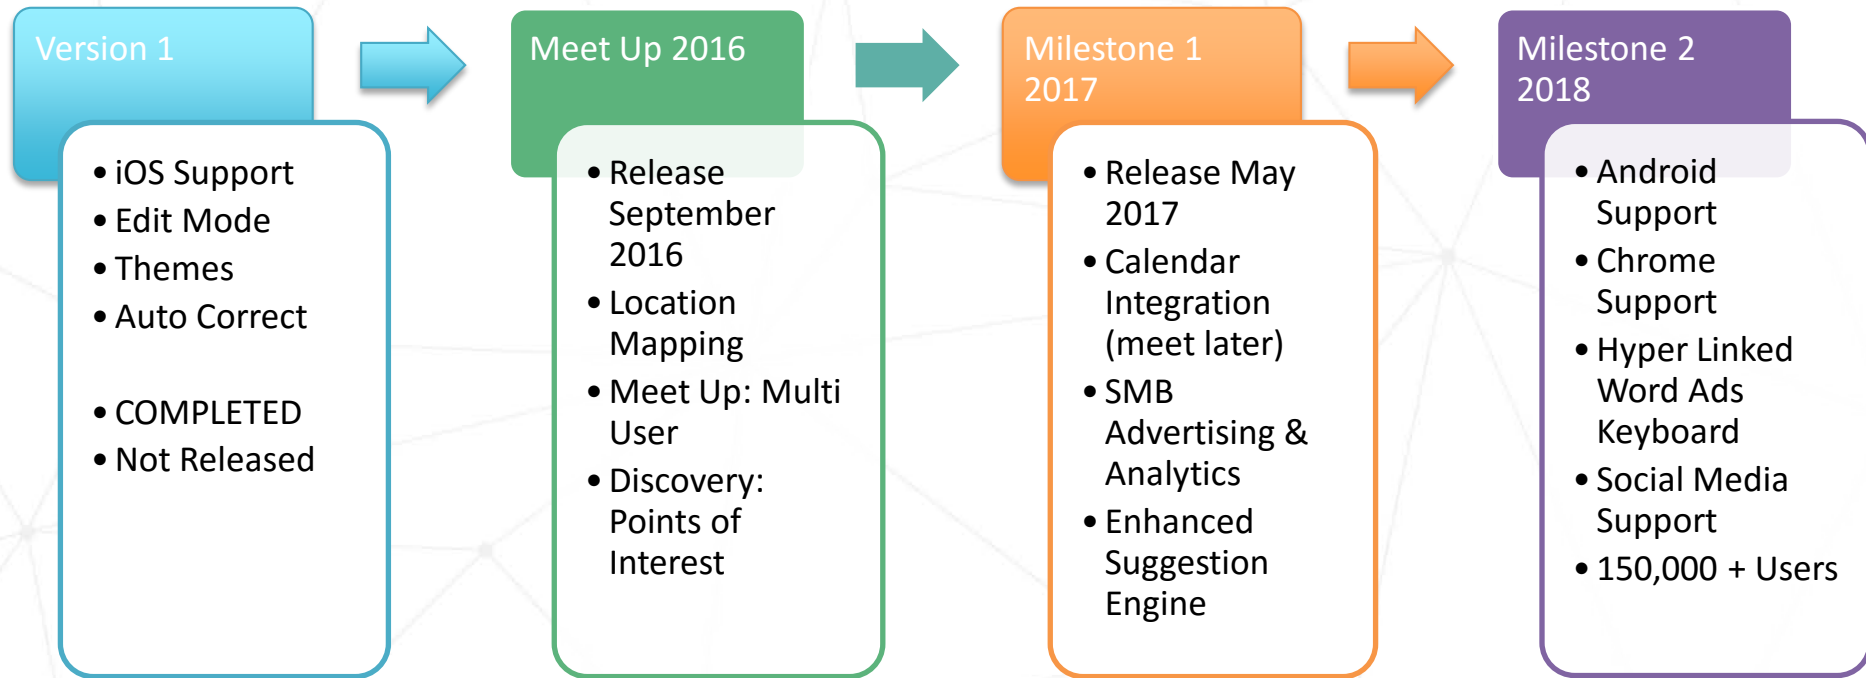 Version 1
• iOS Support
• Edit Mode
• Themes
• Auto Correct
• COMPLETED
• Not Released
Meet Up 2016
• Release
September
2016
• Location
Mapping
• Meet Up: Multi
User
• Discovery:
Points of
Interest
Milestone 1
2017
• Release May
2017
• Calendar
Integration
(meet later)
• SMB
Advertising &
Analytics
• Enhanced
Suggestion
Engine
Milestone 2
2018
• Android
Support
• Chrome
Support
• Hyper Linked
Word Ads
Keyboard
• Social Media
Support
• 150,000 + Users